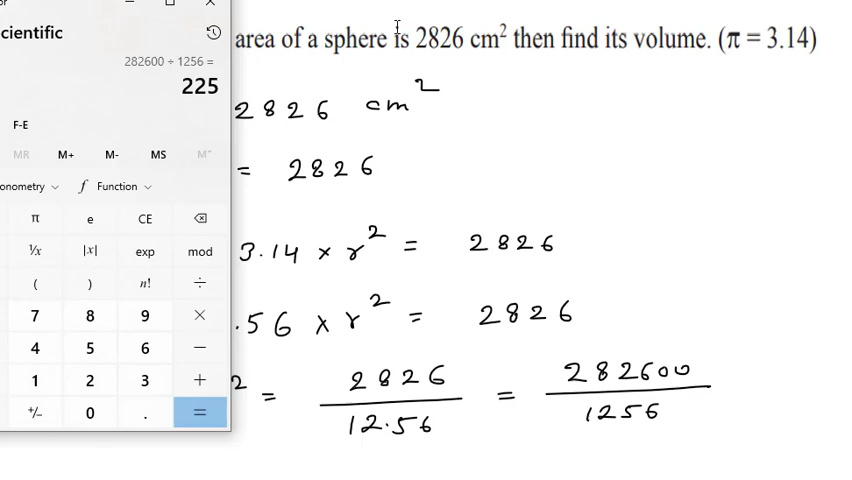 cientific
282600 ÷ 1256 =
225
F-E
MR M+ M- MS M˅
onometry f Function
π e CE
⅟x |x| exp mod
( ) n! ÷
7 8 9 ×
4 5 6 −
1 2 3 +
+/− 0 . =
area of a sphere is 2826 cm² then find its volume. (π = 3.14)
2826 cm²
= 2826
3.14 × r² = 2826
.56 × r² = 2826
2 = 2826 / 12.56 = 282600 / 1256